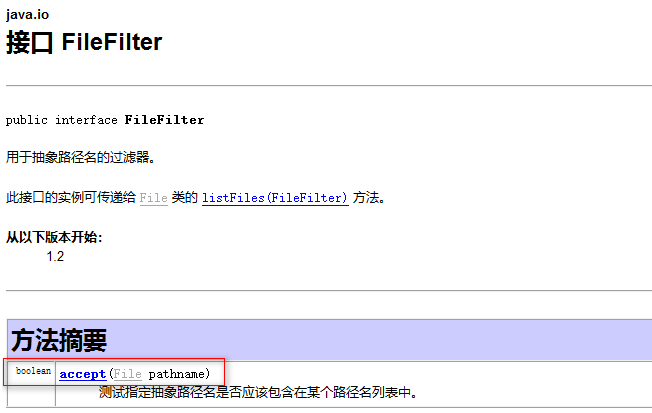 java.io
接口 FileFilter
public interface FileFilter
用于抽象路径名的过滤器。
此接口的实例可传递给 File 类的 listFiles(FileFilter) 方法。
从以下版本开始：
1.2
方法摘要
boolean accept(File pathname)
测试指定抽象路径名是否应该包含在某个路径名列表中。